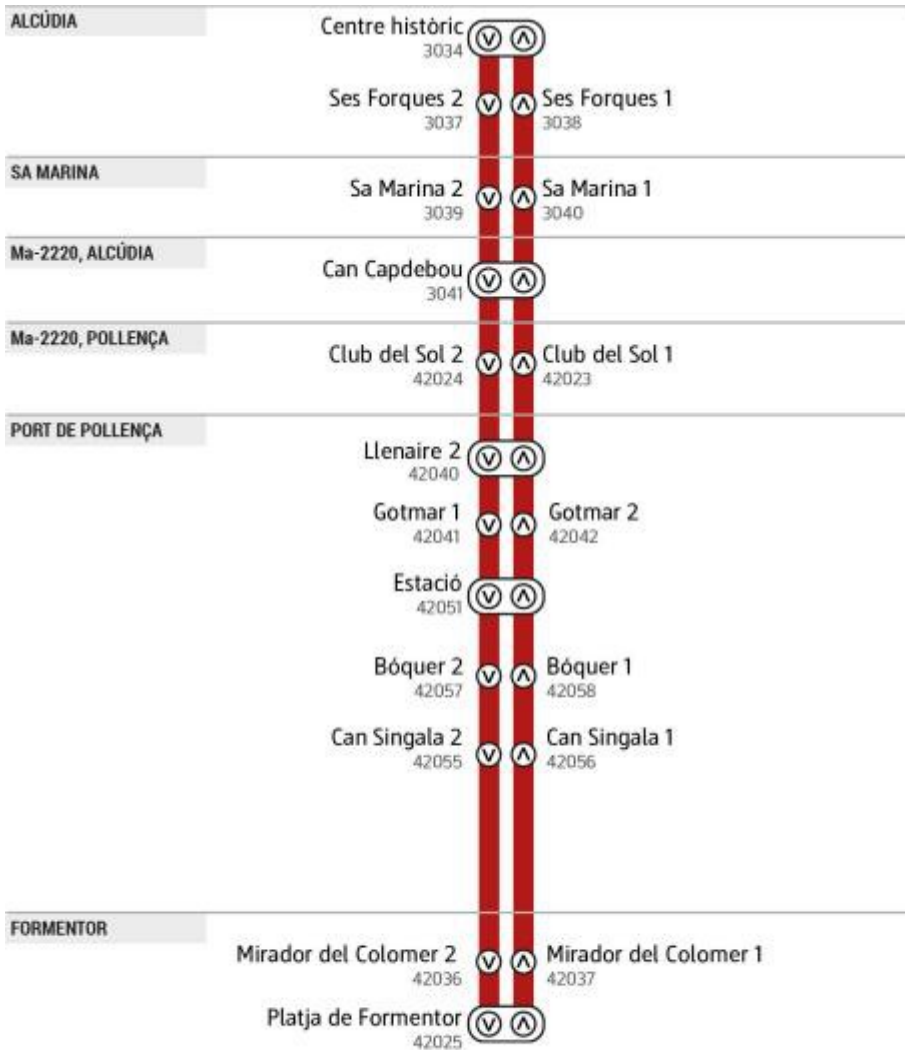 ALCÚDIA
Centre històric
3034
Ses Forques 2
3037
Ses Forques 1
3038
SA MARINA
Sa Marina 2
3039
Sa Marina 1
3040
Ma-2220, ALCÚDIA
Can Capdebou
3041
Ma-2220, POLLENÇA
Club del Sol 2
42024
Club del Sol 1
42023
PORT DE POLLENÇA
Llenaire 2
42040
Gotmar 1
42041
Gotmar 2
42042
Estació
42051
Bóquer 2
42057
Bóquer 1
42058
Can Singala 2
42055
Can Singala 1
42056
FORMENTOR
Mirador del Colomer 2
42036
Mirador del Colomer 1
42037
Platja de Formentor
42025